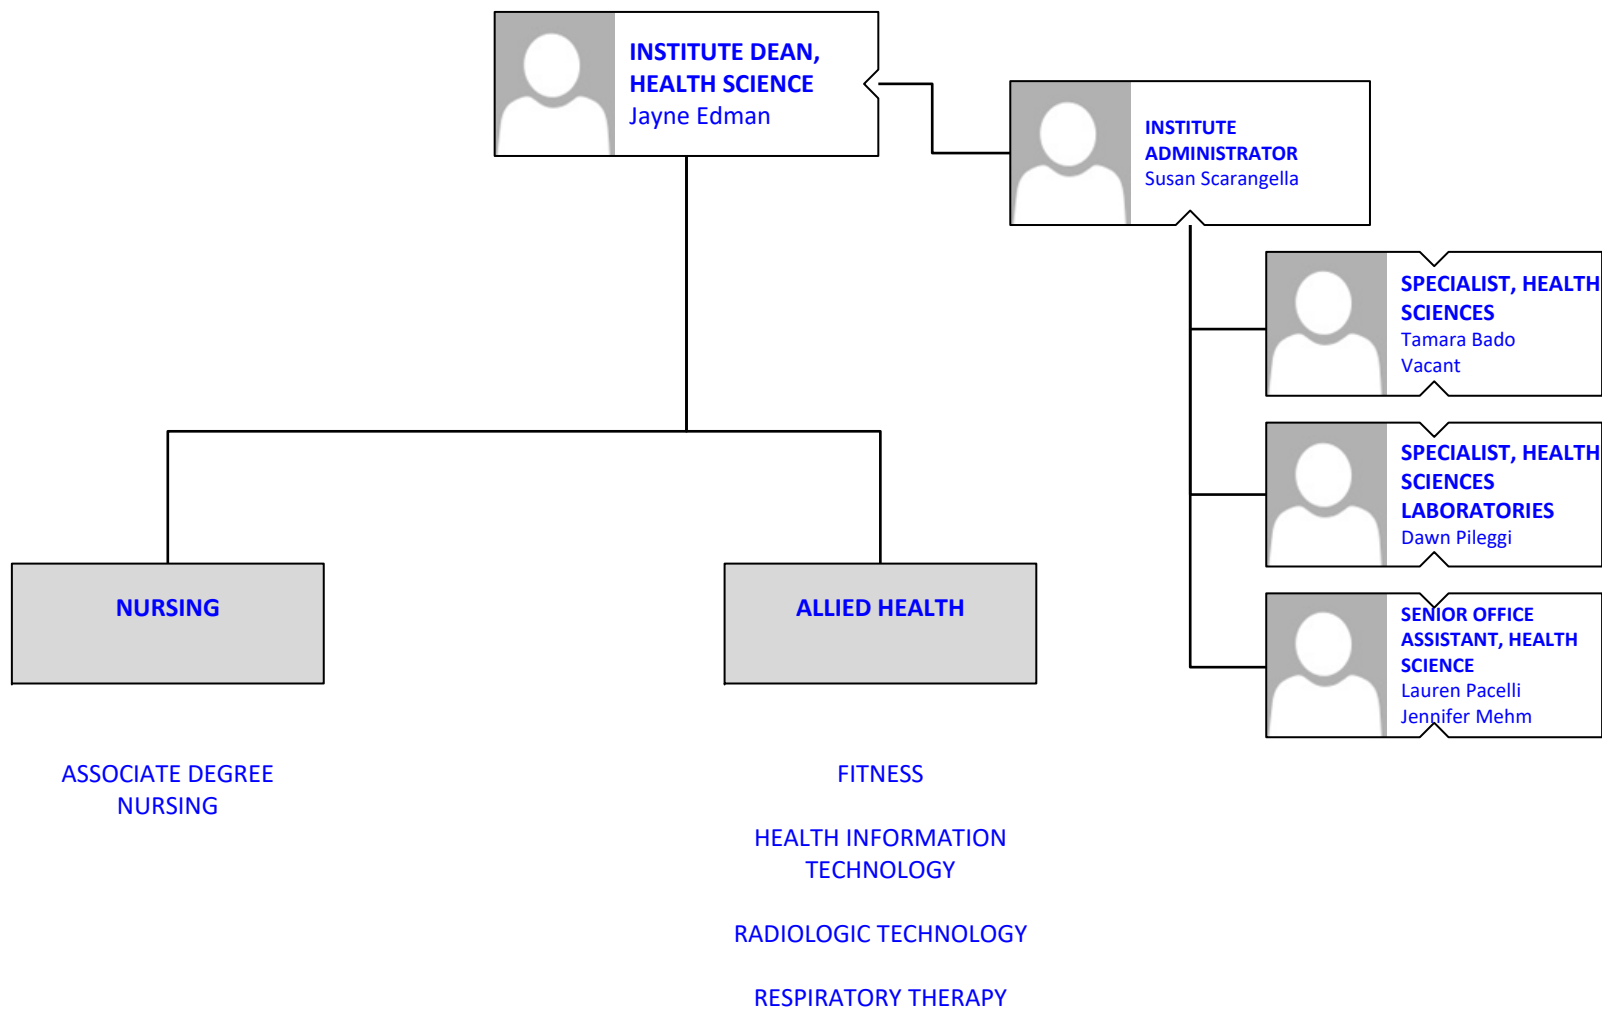 INSTITUTE DEAN,
HEALTH SCIENCE
Jayne Edman
INSTITUTE
ADMINISTRATOR
Susan Scarangella
SPECIALIST, HEALTH
SCIENCES
Tamara Bado
Vacant
SPECIALIST, HEALTH
SCIENCES
LABORATORIES
Dawn Pileggi
SENIOR OFFICE
ASSISTANT, HEALTH
SCIENCE
Lauren Pacelli
Jennifer Mehm
NURSING
ASSOCIATE DEGREE
NURSING
ALLIED HEALTH
FITNESS
HEALTH INFORMATION
TECHNOLOGY
RADIOLOGIC TECHNOLOGY
RESPIRATORY THERAPY